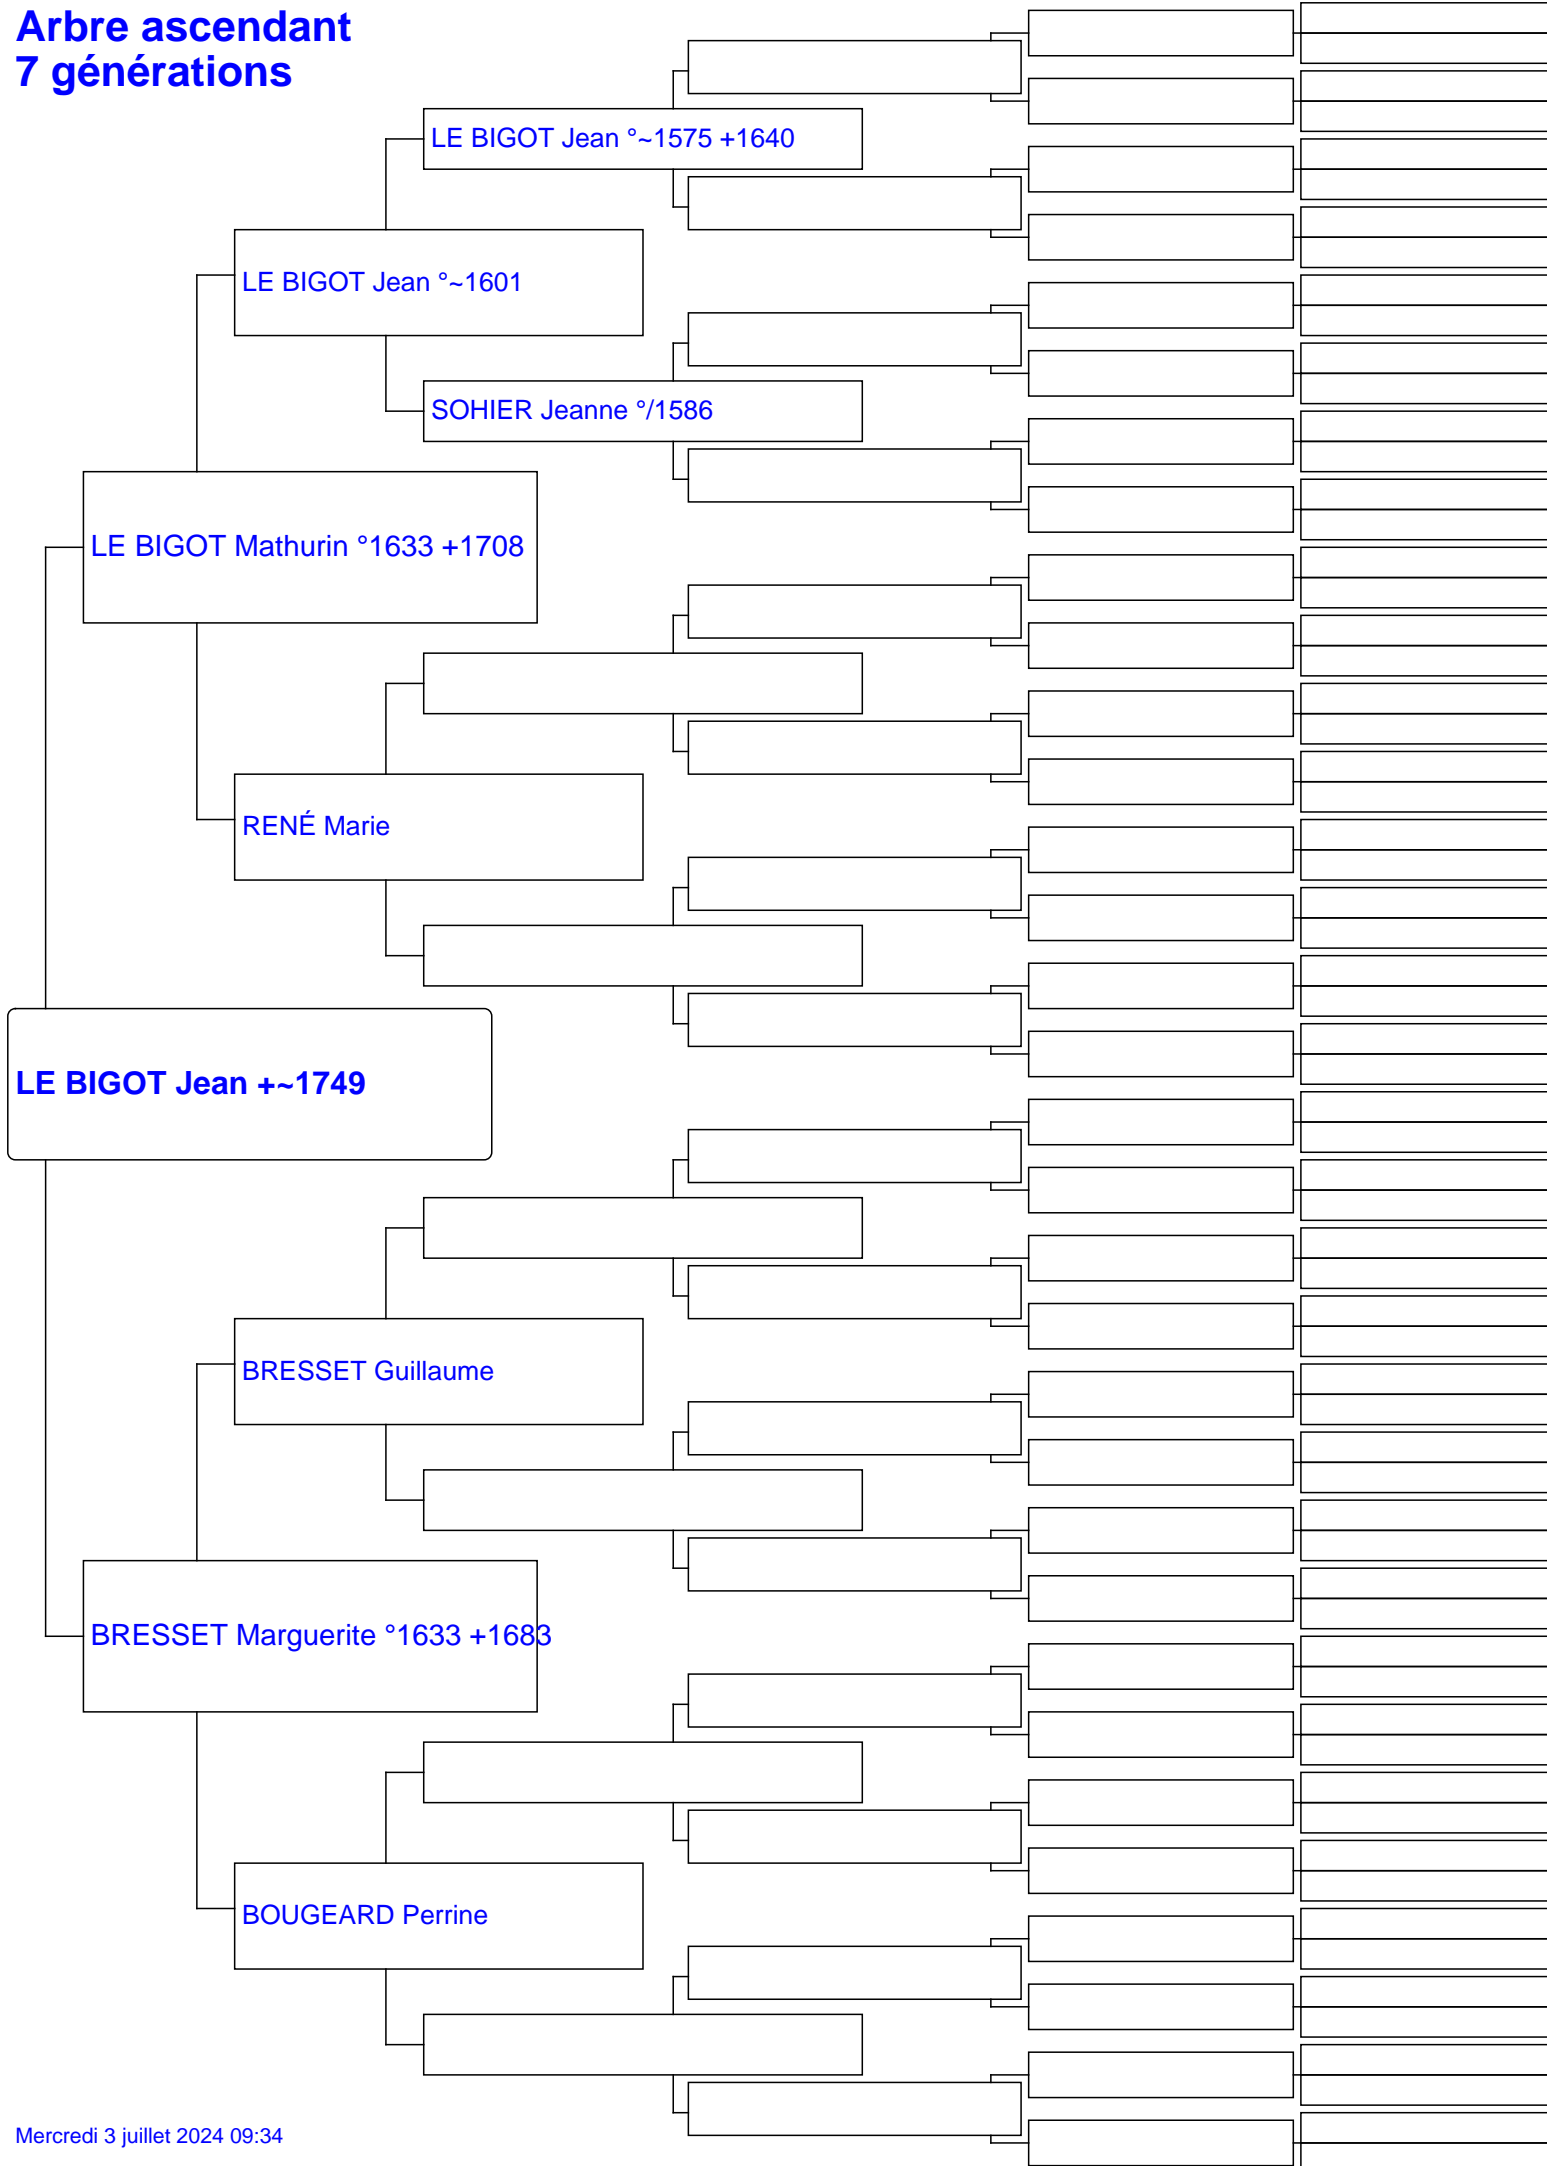 Arbre ascendant
7 générations
LE BIGOT Jean °~1575 +1640
LE BIGOT Jean °~1601
SOHIER Jeanne °/1586
LE BIGOT Mathurin °1633 +1708
RENÉ Marie
LE BIGOT Jean +~1749
BRESSET Guillaume
BRESSET Marguerite °1633 +1683
BOUGEARD Perrine
Mercredi 3 juillet 2024 09:34